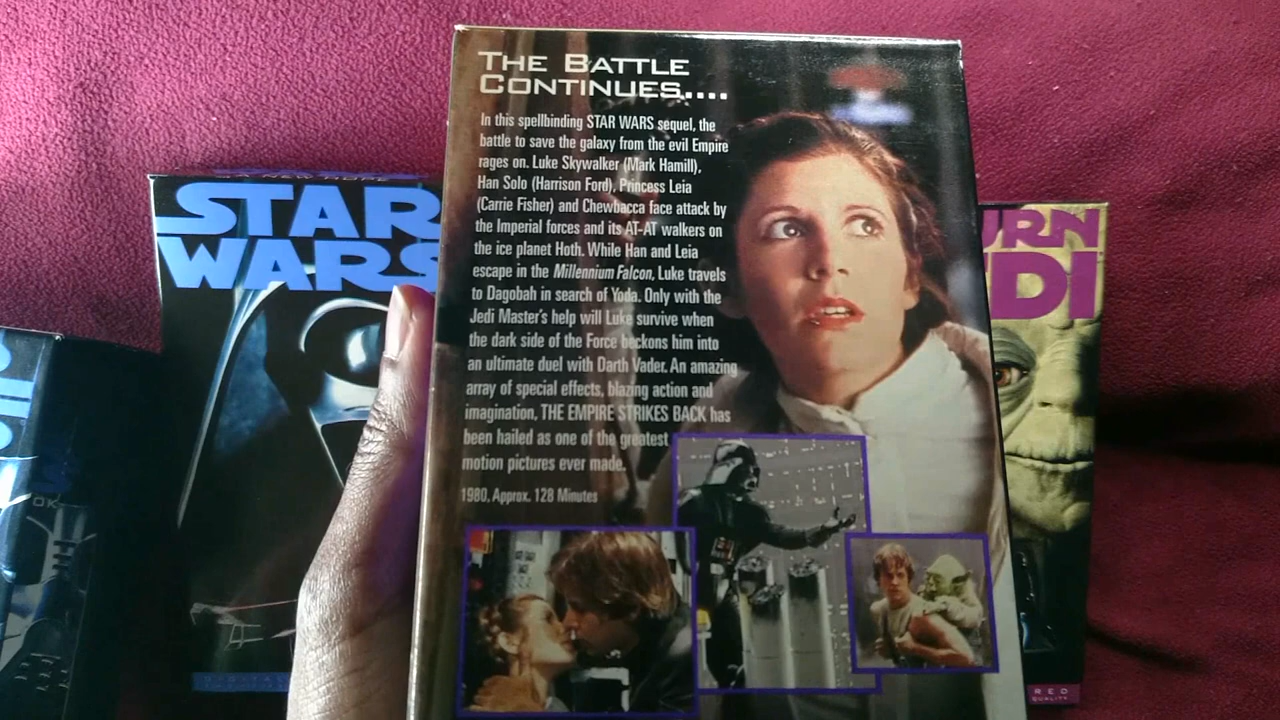 THE BATTLE
CONTINUES....
In this spellbinding STAR WARS sequel, the
battle to save the galaxy from the evil Empire
rages on. Luke Skywalker (Mark Hamill),
Han Solo (Harrison Ford), Princess Leia
(Carrie Fisher) and Chewbacca face attack by
the Imperial forces and its AT-AT walkers on
the ice planet Hoth. While Han and Leia
escape in the Millennium Falcon, Luke travels
to Dagobah in search of Yoda. Only with the
Jedi Master's help will Luke survive when
the dark side of the Force beckons him into
an ultimate duel with Darth Vader. An amazing
array of special effects, blazing action and
imagination, THE EMPIRE STRIKES BACK has
been hailed as one of the greatest
motion pictures ever made.
1980, Approx. 128 Minutes
STAR
WARS
DIGITAL
URN
DI
RED
QUALITY